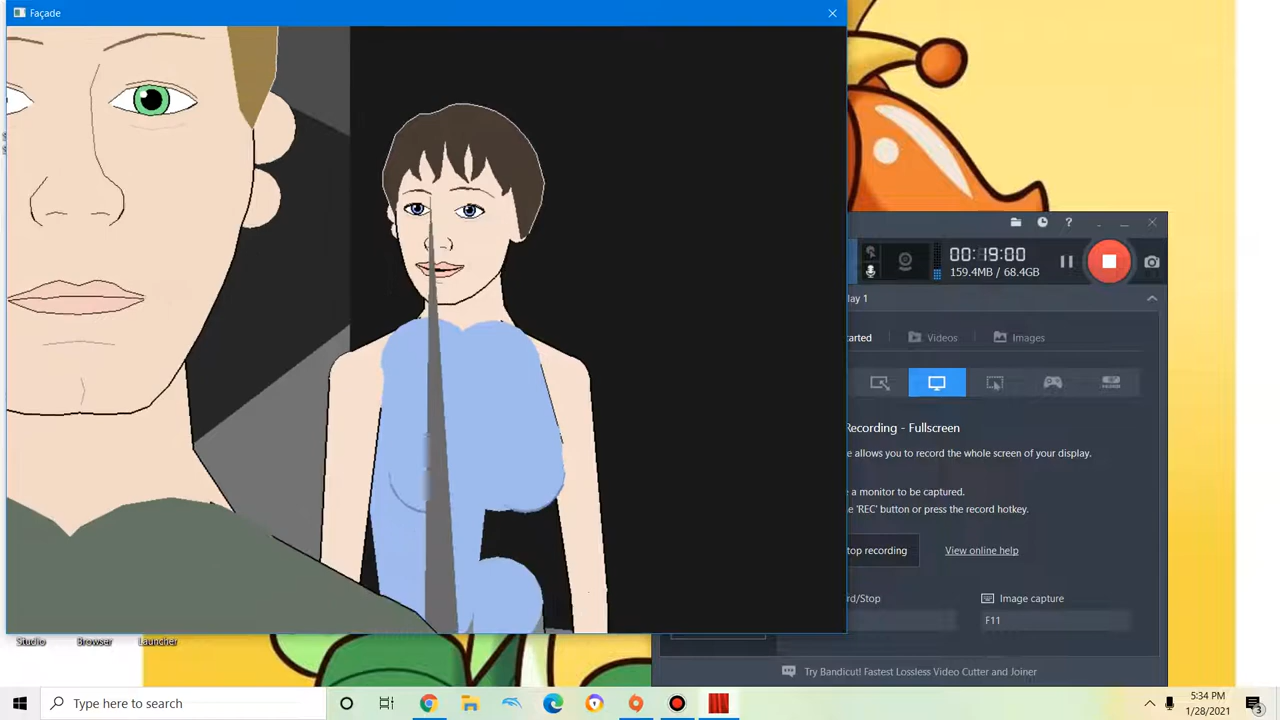 Façade
00:19:00
159.4MB / 68.4GB
lay 1
arted
Videos
Images
Recording - Fullscreen
e allows you to record the whole screen of your display.
e a monitor to be captured.
e 'REC' button or press the record hotkey.
top recording
View online help
rd/Stop
Image capture
F11
Try Bandicut! Fastest Lossless Video Cutter and Joiner
Studio
Browser
Launcher
Type here to search
5:34 PM
1/28/2021
3